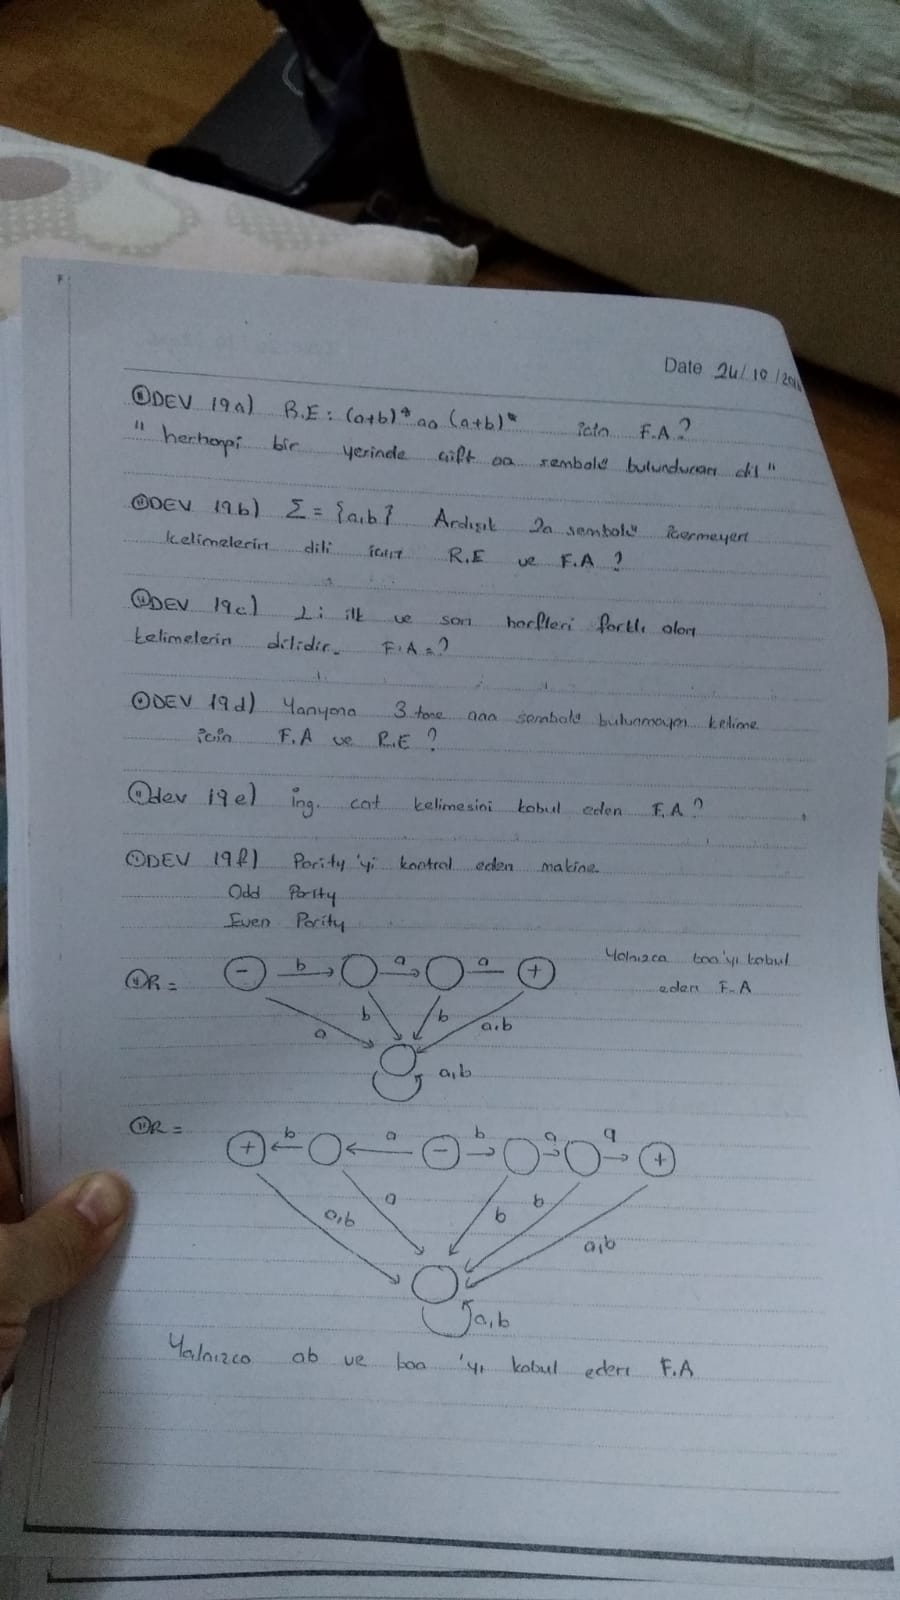 Date 24/10/201
ÖDEV 19a) R.E : (a+b)* aa (a+b)* için F.A?
" herhangi bir yerinde çift aa sembolü bulunduran dil "
ÖDEV 19b) Σ = {a,b} Ardışık 2a sembolü içermeyen
kelimelerin dili için R.E ve F.A ?
ÖDEV 19c) L: ilk ve son harfleri farklı olan
kelimelerin dilidir. F.A = ?
ÖDEV 19d) Yanyana 3 tane aaa sembolü bulunmayan kelime
için F.A ve R.E ?
Ödev 19e) ing. cat kelimesini kabul eden F.A ?
ÖDEV 19f) Parity'yi kontrol eden makine.
Odd Parity
Even Parity
ÖR = - b a a + Yalnızca baa'yı kabul
eden F.A
a b b a,b
a,b
ÖR =
+ b a - b a a +
a,b a b b a,b
a,b
Yalnızca ab ve baa 'yı kabul eden F.A